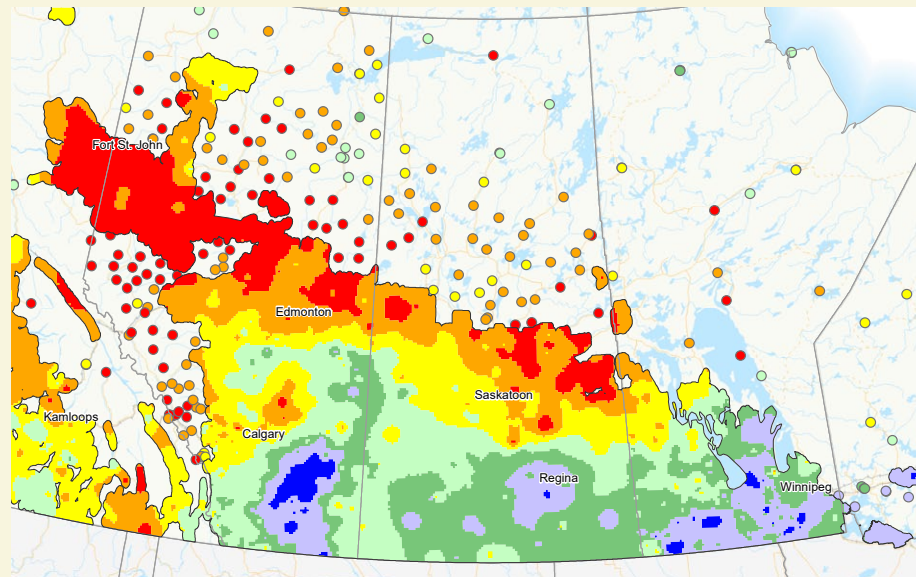 Fort St. John
Edmonton
Saskatoon
Kamloops
Calgary
Regina
Winnipeg